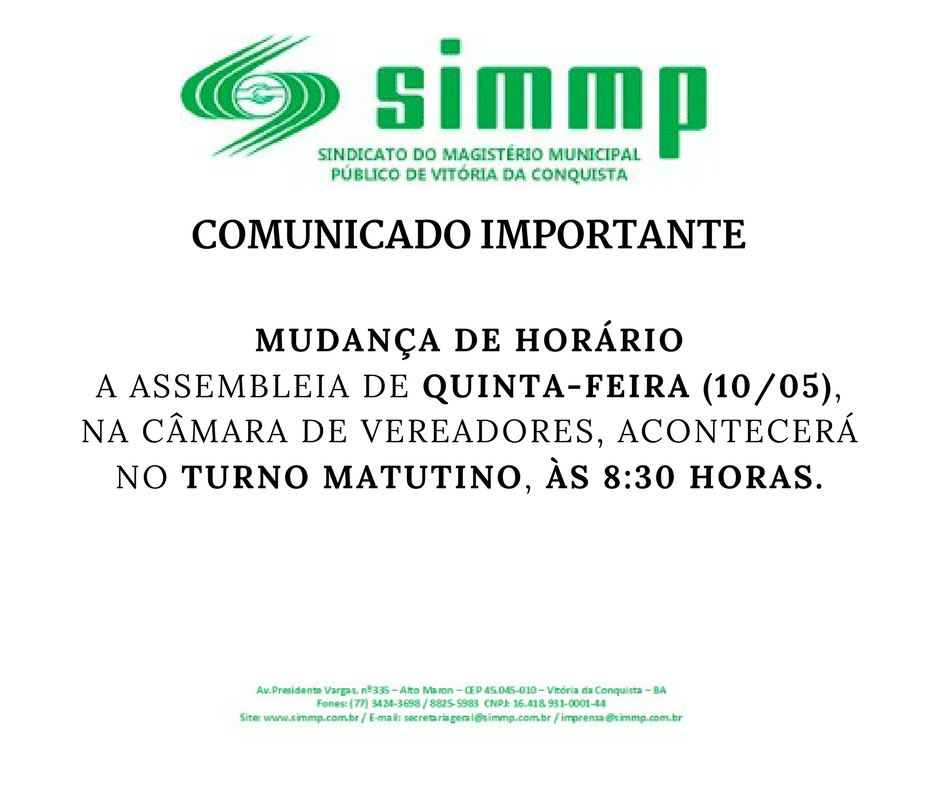 simmp
SINDICATO DO MAGISTÉRIO MUNICIPAL
PÚBLICO DE VITÓRIA DA CONQUISTA
COMUNICADO IMPORTANTE
MUDANÇA DE HORÁRIO
A ASSEMBLEIA DE QUINTA-FEIRA (10/05),
NA CÂMARA DE VEREADORES, ACONTECERÁ
NO TURNO MATUTINO, ÀS 8:30 HORAS.
Av.Presidente Vargas, nº335 – Alto Maron – CEP 45.045-010 – Vitória da Conquista – BA
Fones: (77) 3424-3698 / 8825-5983 CNPJ: 16.418.931-0001-44
Site: www.simmp.com.br / E-mail: secretariageral@simmp.com.br / imprensa@simmp.com.br